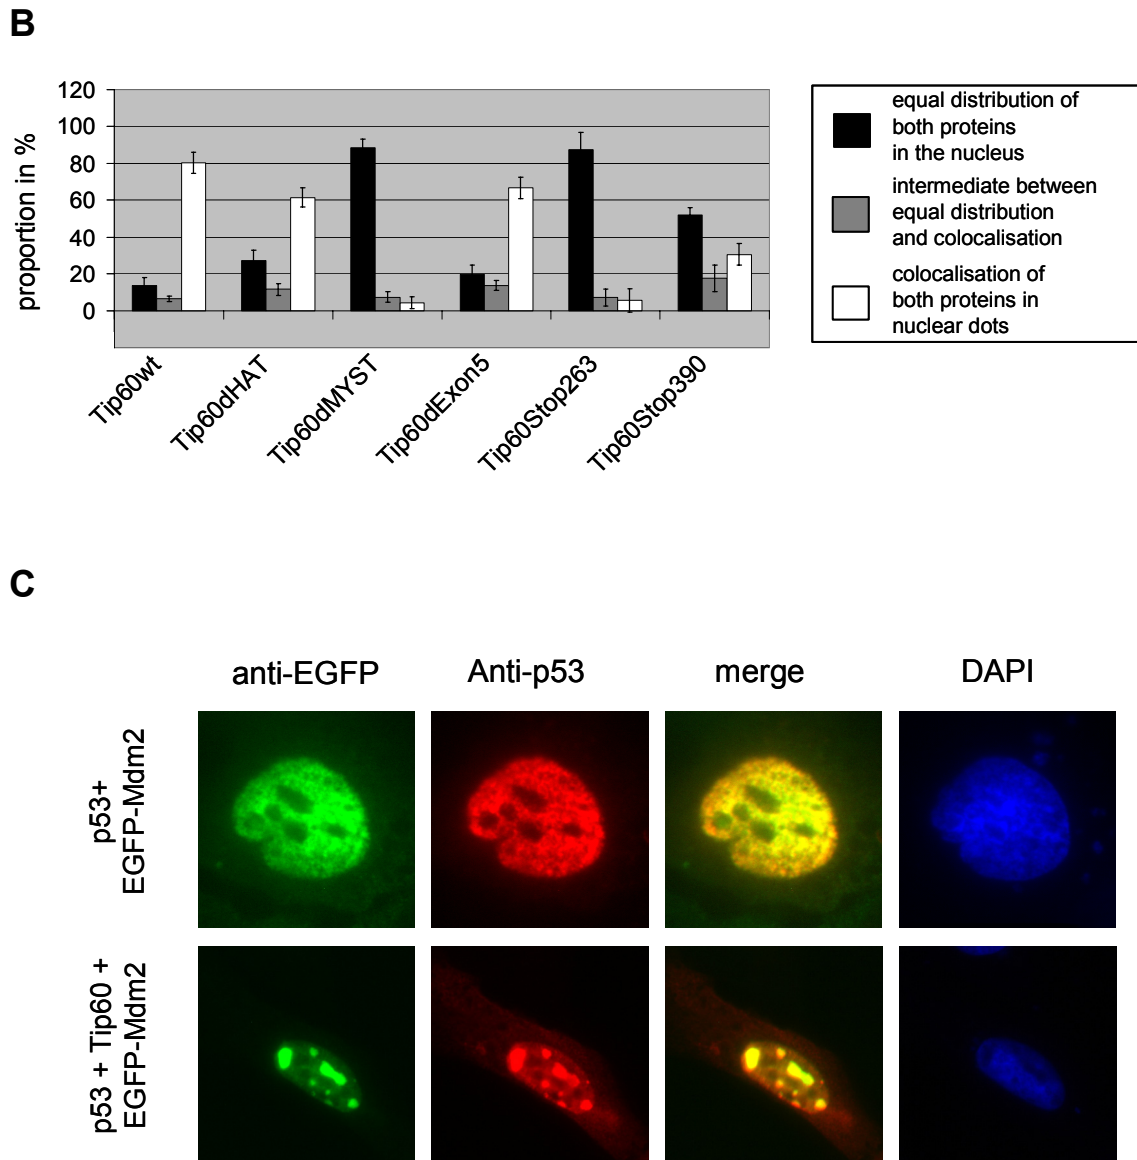 B
proportion in %
120
100
80
60
40
20
0
Tip60wt
Tip60dHAT
Tip60dMYST
Tip60dExon5
Tip60Stop263
Tip60Stop390
equal distribution of
both proteins
in the nucleus
intermediate between
equal distribution
and colocalisation
colocalisation of
both proteins in
nuclear dots
C
anti-EGFP
Anti-p53
merge
DAPI
p53+
EGFP-Mdm2
p53 + Tip60 +
EGFP-Mdm2